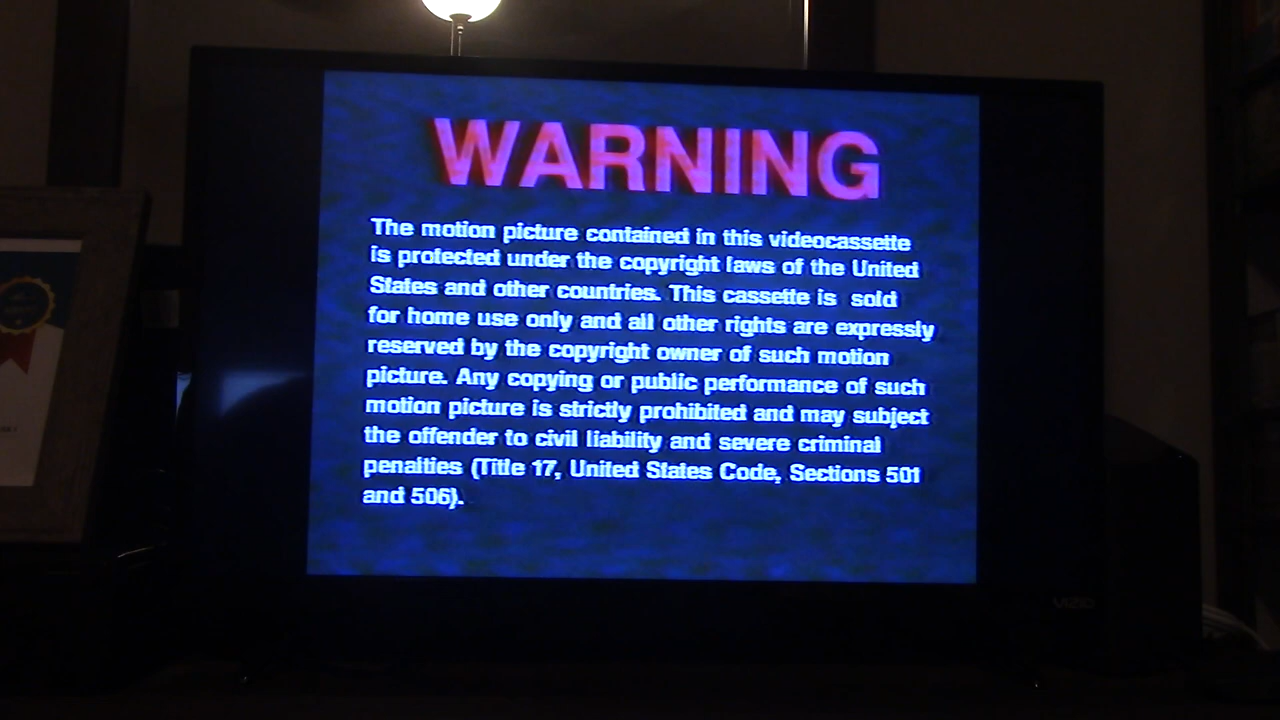 WARNING
The motion picture contained in this videocassette
is protected under the copyright laws of the United
States and other countries. This cassette is sold
for home use only and all other rights are expressly
reserved by the copyright owner of such motion
picture. Any copying or public performance of such
motion picture is strictly prohibited and may subject
the offender to civil liability and severe criminal
penalties (Title 17, United States Code, Sections 501
and 506).
VIZIO